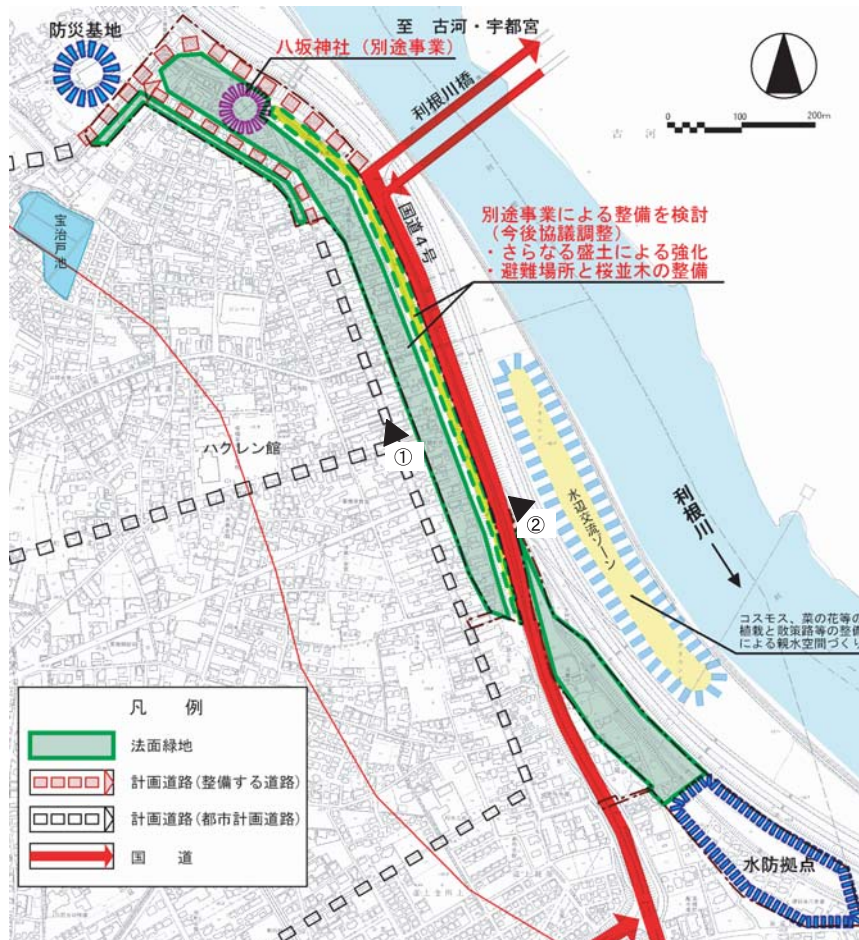 防災基地
八坂神社（別途事業）
至　古河・宇都宮
利根川橋
0 100 200m
古　河
国道4号
宝治戸池
別途事業による整備を検討
（今後協議調整）
・さらなる盛土による強化
・避難場所と桜並木の整備
ハクレン館
①
②
水辺交流ゾーン
利根川
コスモス、菜の花等の
植栽と散策路等の整備
による親水空間づくり
凡　例
法面緑地
計画道路(整備する道路)
計画道路(都市計画道路)
国　道
水防拠点